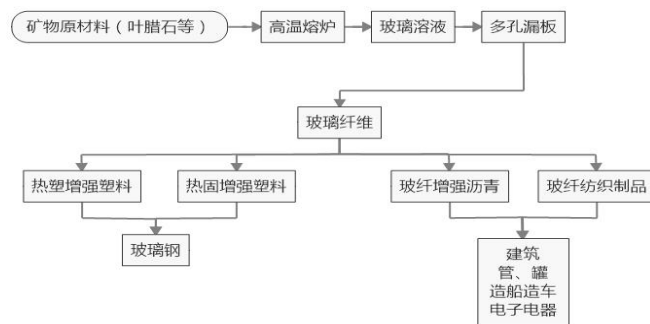 矿物原材料（叶腊石等）
高温熔炉
玻璃溶液
多孔漏板
玻璃纤维
热塑增强塑料
热固增强塑料
玻纤增强沥青
玻纤纺织制品
玻璃钢
建筑
管、罐
造船造车
电子电器